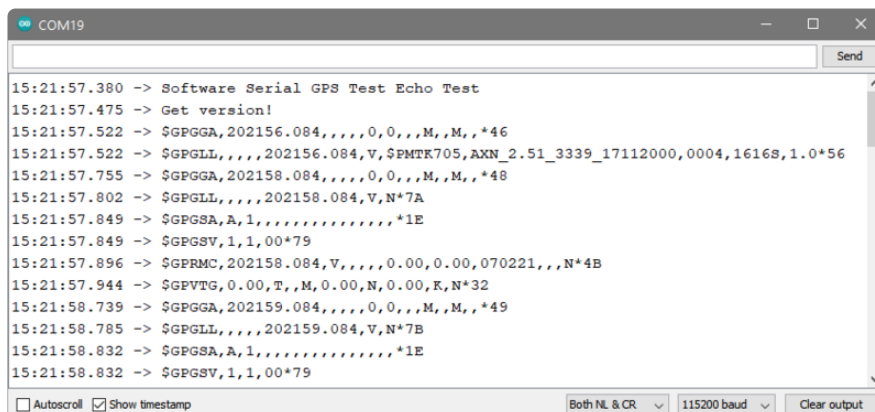 COM19
Send
15:21:57.380 -> Software Serial GPS Test Echo Test
15:21:57.475 -> Get version!
15:21:57.522 -> $GPGGA,202156.084,,,,,0,0,,,M,,M,,*46
15:21:57.522 -> $GPGLL,,,,,202156.084,V,$PMTK705,AXN_2.51_3339_17112000,0004,1616S,1.0*56
15:21:57.755 -> $GPGGA,202158.084,,,,,0,0,,,M,,M,,*48
15:21:57.802 -> $GPGLL,,,,,202158.084,V,N*7A
15:21:57.849 -> $GPGSA,A,1,,,,,,,,,,,,,,,*1E
15:21:57.849 -> $GPGSV,1,1,00*79
15:21:57.896 -> $GPRMC,202158.084,V,,,,,0.00,0.00,070221,,,N*4B
15:21:57.944 -> $GPVTG,0.00,T,,M,0.00,N,0.00,K,N*32
15:21:58.739 -> $GPGGA,202159.084,,,,,0,0,,,M,,M,,*49
15:21:58.785 -> $GPGLL,,,,,202159.084,V,N*7B
15:21:58.832 -> $GPGSA,A,1,,,,,,,,,,,,,,,*1E
15:21:58.832 -> $GPGSV,1,1,00*79
Autoscroll Show timestamp Both NL & CR 115200 baud Clear output